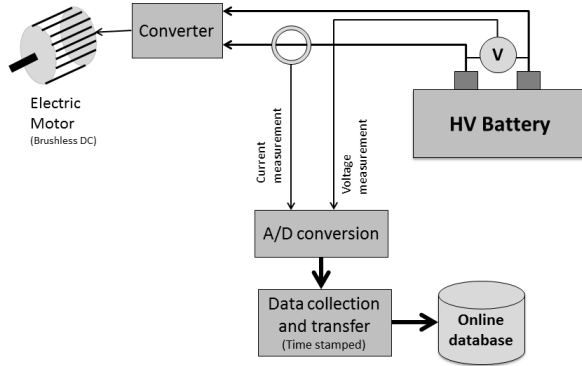 Converter
V
Electric
Motor
(Brushless DC)
HV Battery
Current
measurement
Voltage
measurement
A/D conversion
Data collection
and transfer
(Time stamped)
Online
database